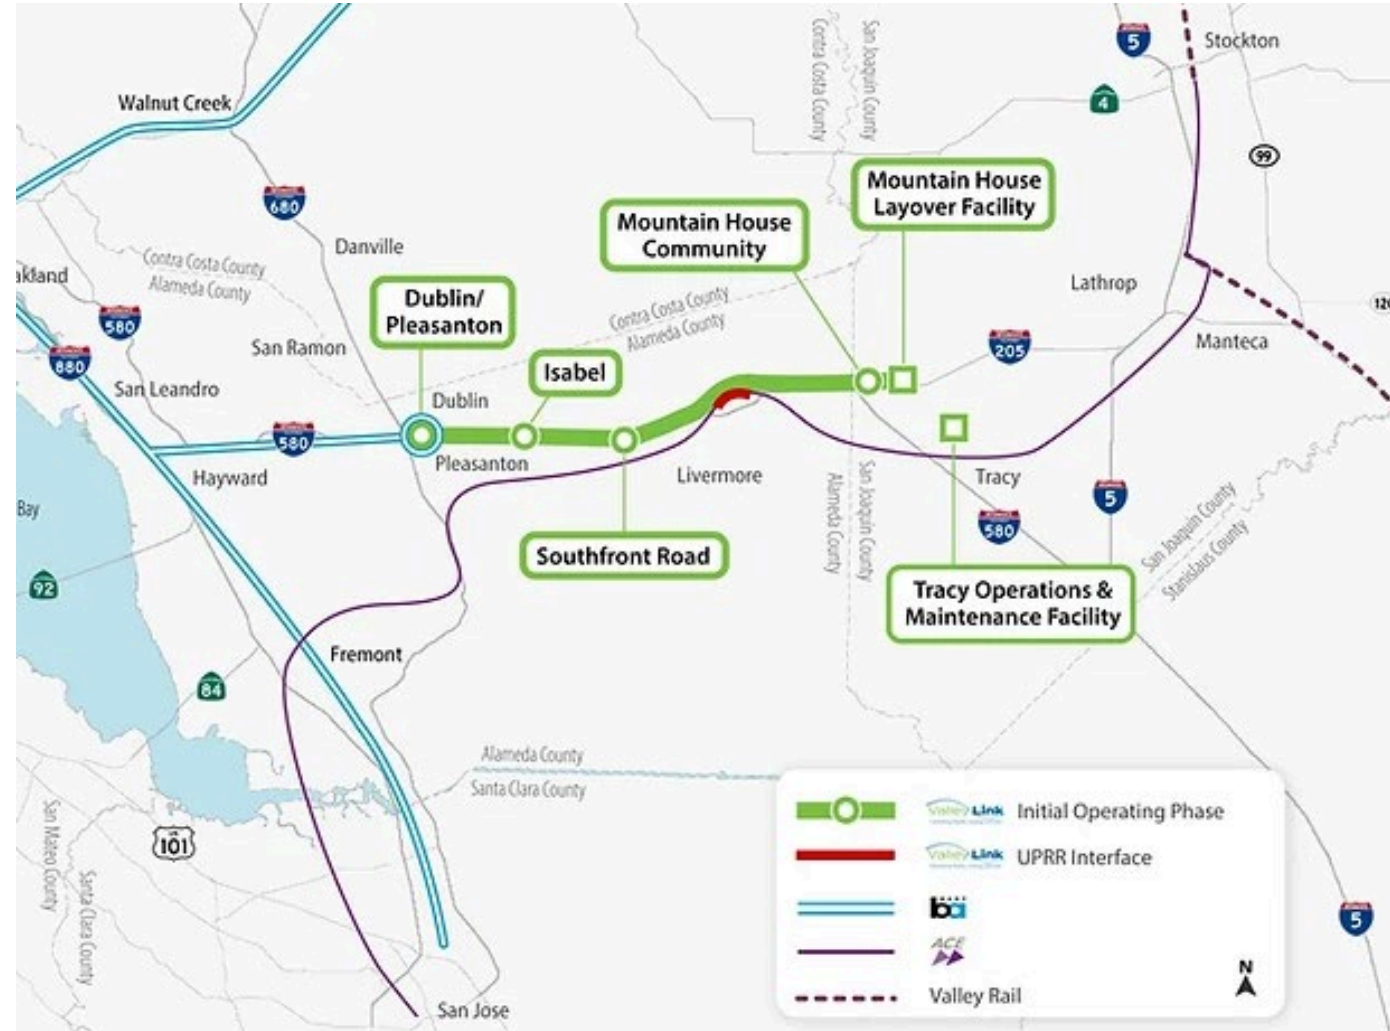 5
Stockton
San Joaquin County
Contra Costa County
Walnut Creek
4
99
680
Mountain House
Layover Facility
Mountain House
Community
Danville
Contra Costa County
Alameda County
akland
Dublin/
Pleasanton
Contra Costa County
Alameda County
Lathrop
580
San Ramon
880
205
Manteca
Isabel
San Leandro
Dublin
580
Pleasanton
Hayward
Livermore
Tracy
Bay
5
580
San Joaquin County
Alameda County
San Joaquin County
Stanislaus County
Southfront Road
92
Tracy Operations &
Maintenance Facility
Fremont
84
Alameda County
Santa Clara County
San Mateo County
Santa Clara County
101
Valley Link Initial Operating Phase
Valley Link UPRR Interface
ba
ACE
Valley Rail
N
5
San Jose